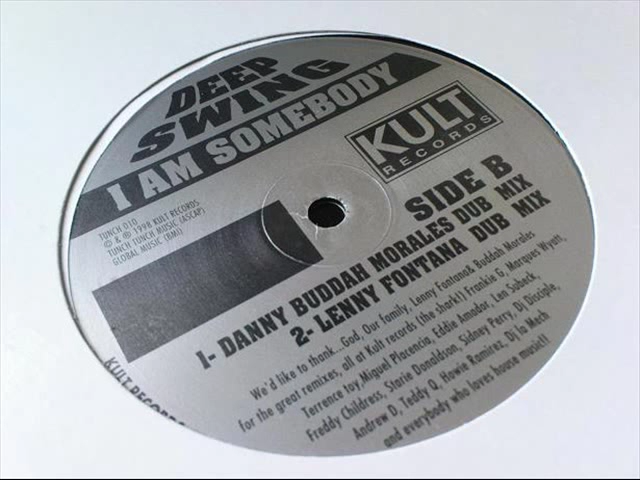 DEEP
SWING
I AM SOMEBODY
KULT
RECORDS
TUNCH 010
© & ℗ 1998 KULT RECORDS
TUNCH TUNCH MUSIC (ASCAP)
GLOBAL MUSIC (BMI)
SIDE B
1- DANNY BUDDAH MORALES DUB MIX
2- LENNY FONTANA DUB MIX
We'd like to thank...God, Our family, Lenny Fontana& Buddah Morales
for the great remixes, all at Kult records (the shark!) Frankie G, Marques Wyatt,
Terrence toy, Miguel Placencia, Eddie Amador, Len Subeck,
Freddy Childress, Starie Donaldson, Sidney Perry, Dj Disciple,
Andrew D, Teddy Q, Howie Ramirez, Dj la Mech
and everybody who loves house music!!
KULT RECORDS